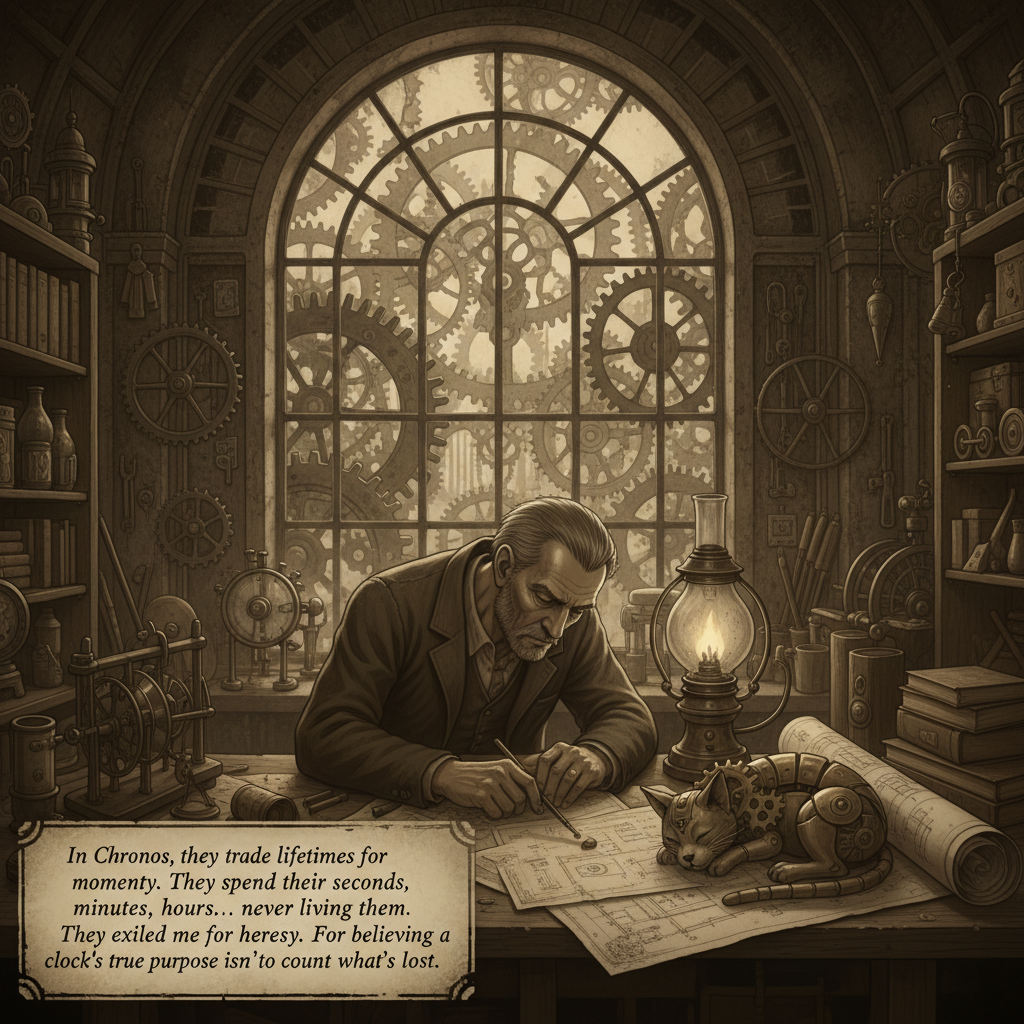 In Chronos, they trade lifetimes for
momenty. They spend their seconds,
minutes, hours... never living them.
They exiled me for heresy. For believing a
clock's true purpose isn'to count what's lost.